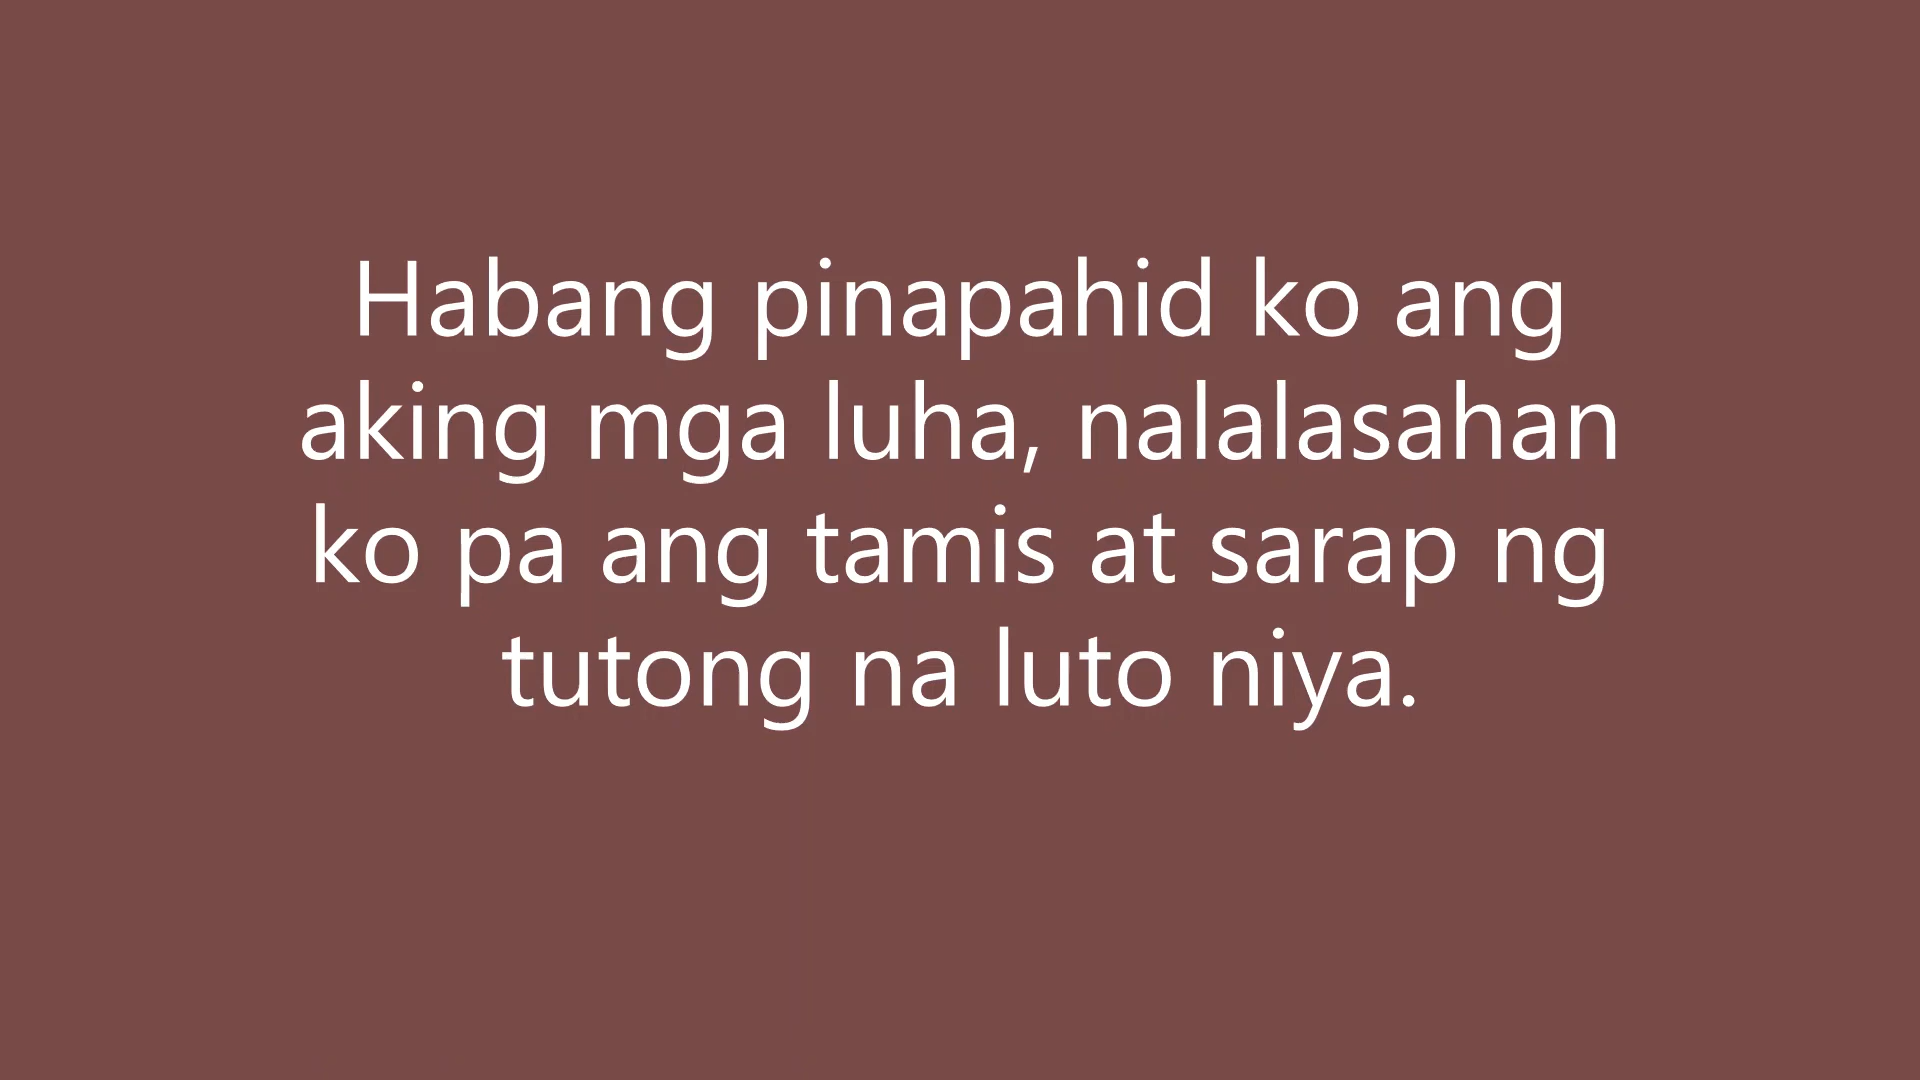 Habang pinapahid ko ang
aking mga luha, nalalasahan
ko pa ang tamis at sarap ng
tutong na luto niya.